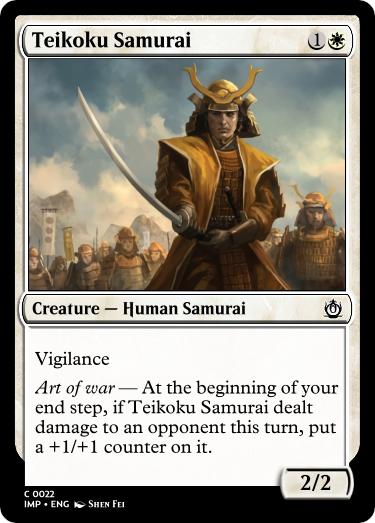 Teikoku Samurai 1
Creature — Human Samurai
Vigilance
Art of war — At the beginning of your
end step, if Teikoku Samurai dealt
damage to an opponent this turn, put
a +1/+1 counter on it.
2/2
C 0022
IMP • ENG Shen Fei